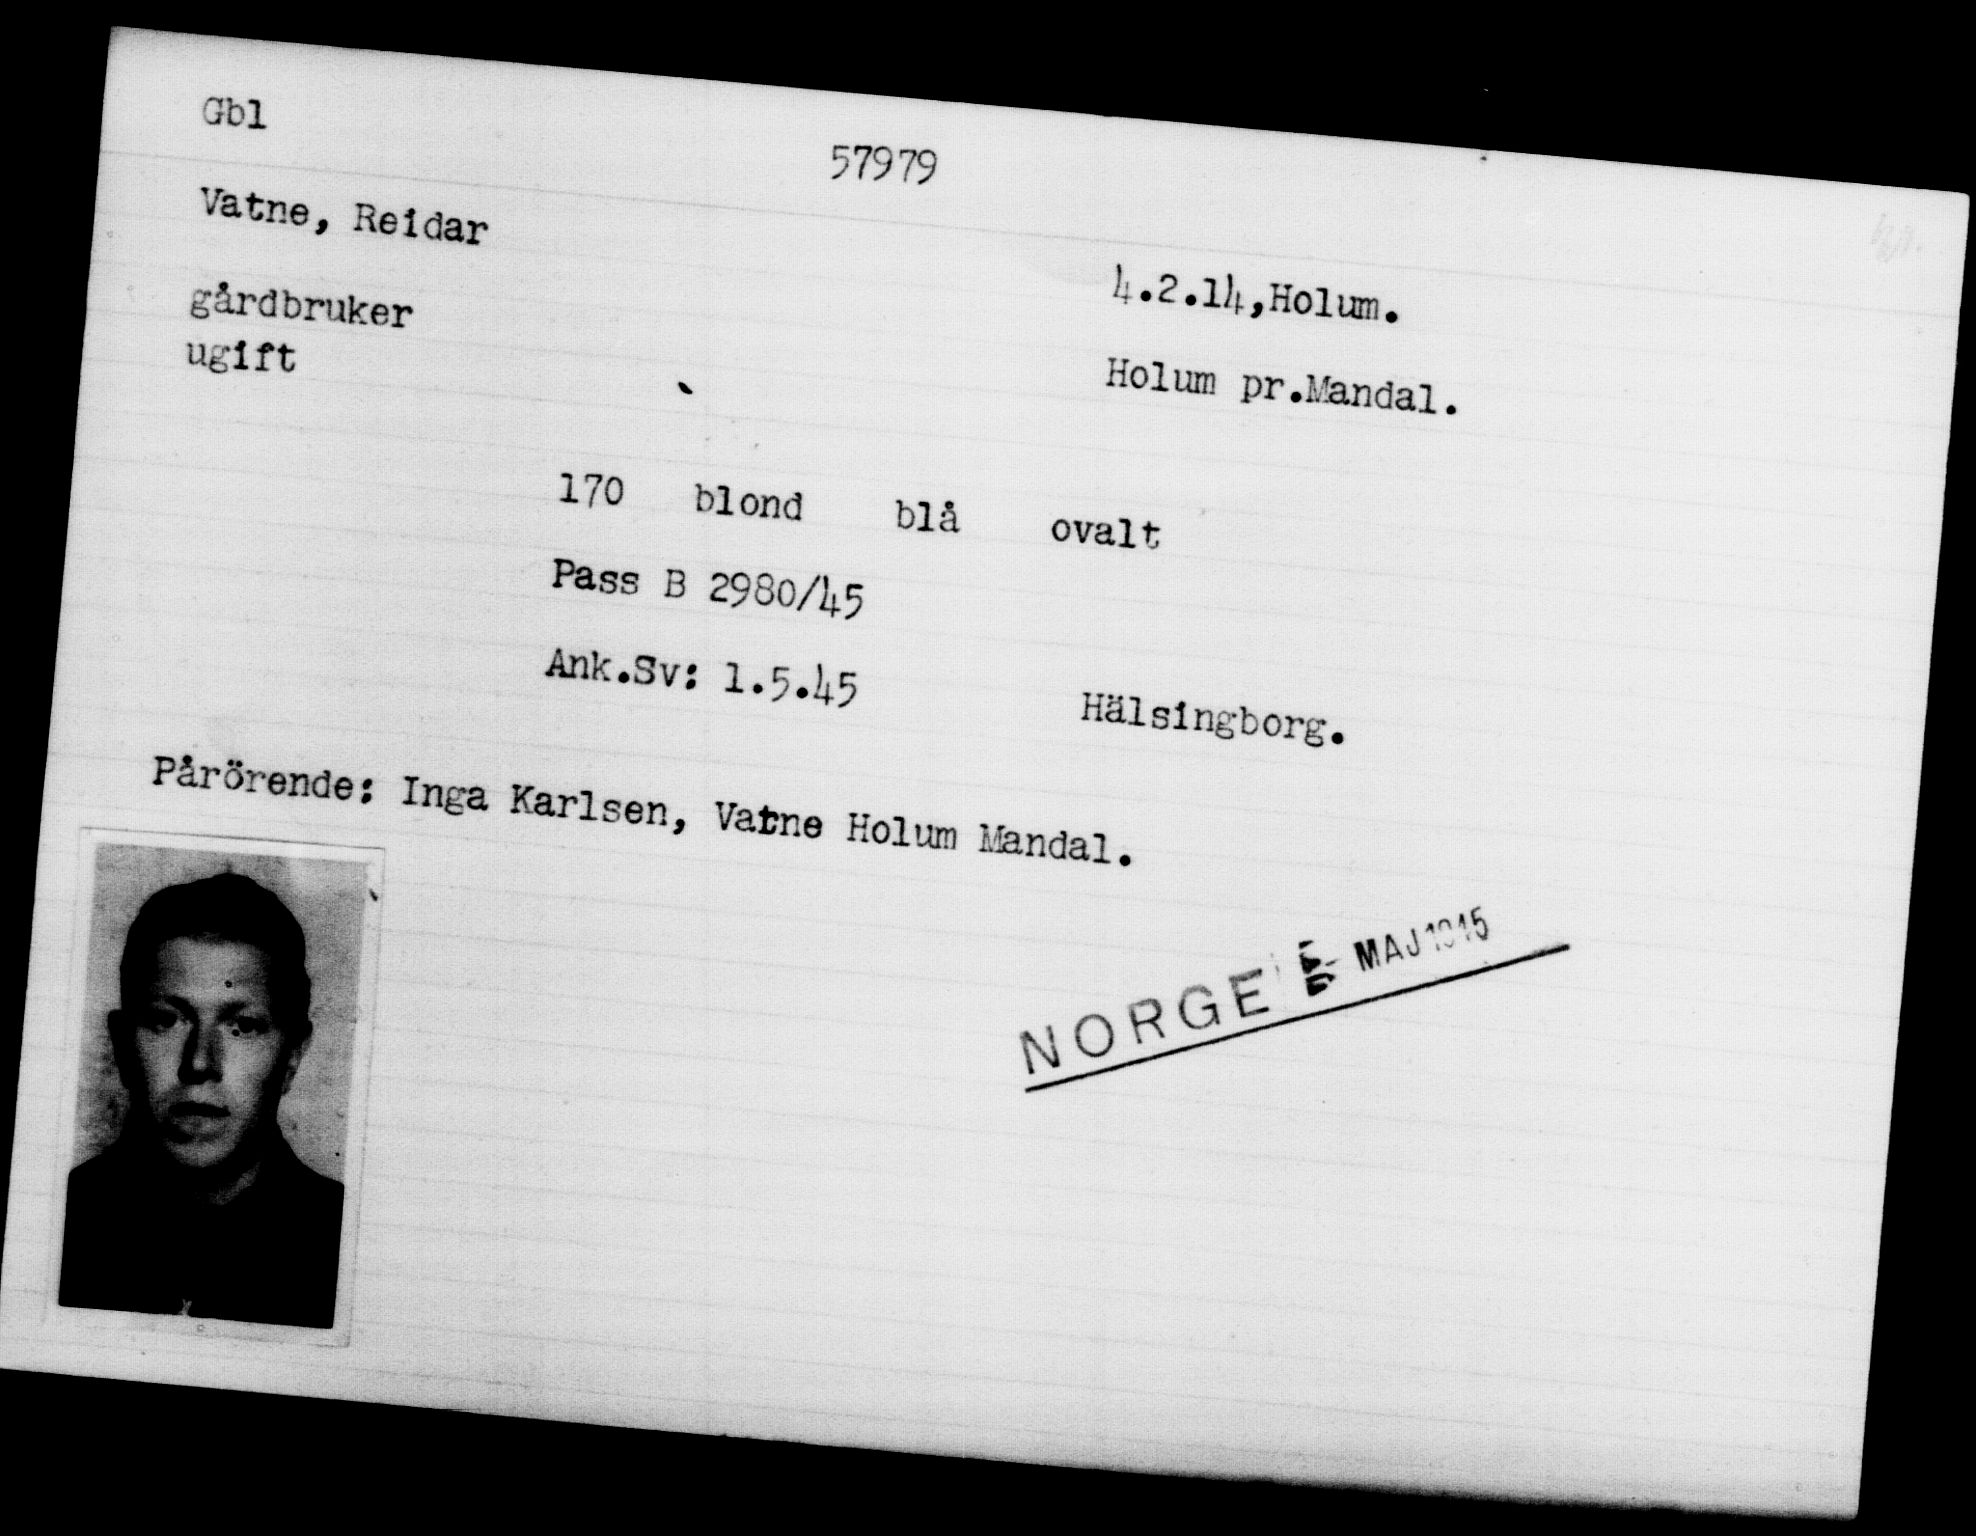 Gbl
57979
Vatne, Reidar
4.2.14,Holum.
gårdbruker
Holum pr.Mandal.
ugift
170 blond blå ovalt
Pass B 2980/45
Ank.Sv: 1.5.45 Hälsingborg.
Pårörende: Inga Karlsen, Vatne Holum Mandal.
NORGE MAJ 1945